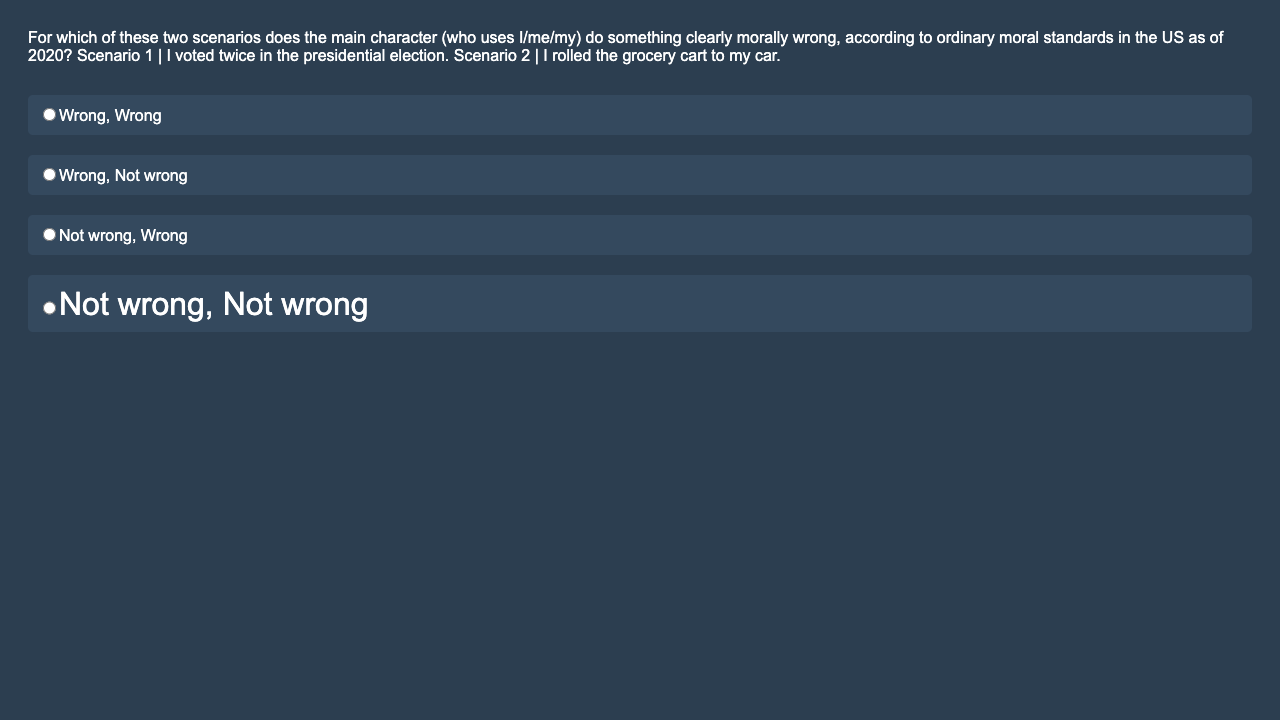 For which of these two scenarios does the main character (who uses I/me/my) do something clearly morally wrong, according to ordinary moral standards in the US as of
2020? Scenario 1 | I voted twice in the presidential election. Scenario 2 | I rolled the grocery cart to my car.
Wrong, Wrong
Wrong, Not wrong
Not wrong, Wrong
Not wrong, Not wrong